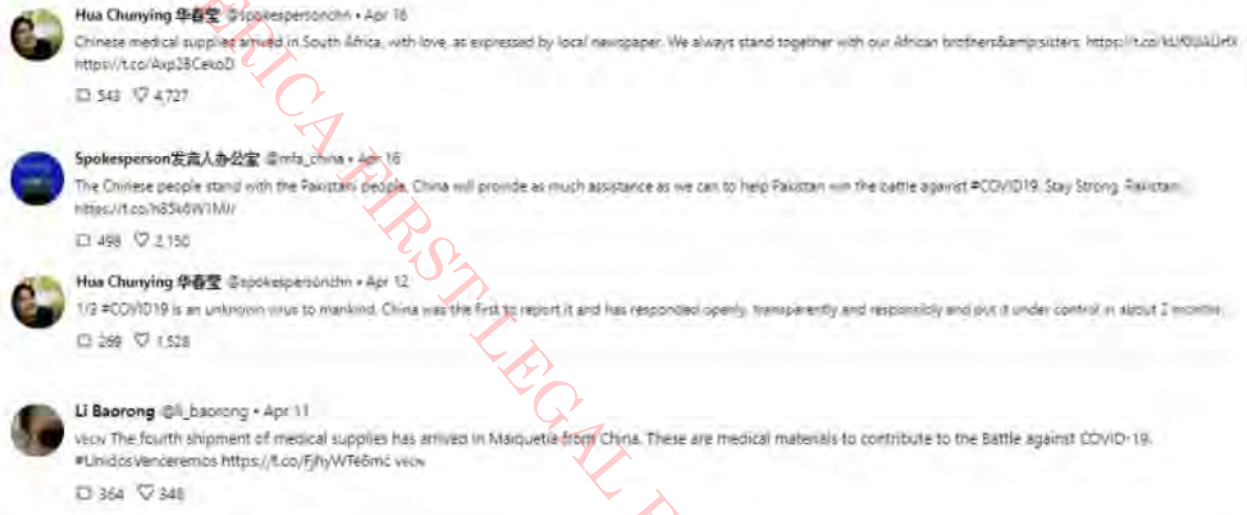 Hua Chunying 华春莹 @spokespersonchn • Apr 16
Chinese medical supplies arrived in South Africa, with love, as expressed by local newspaper. We always stand together with our African brothers&ampsisters.
Spokesperson发言人办公室 @mfa_china • Apr 16
The Chinese people stand with the Pakistani people. China will provide as much assistance as we can to help Pakistan win the battle against #COVID19. Stay Strong, Pakistan
498 2,150
Hua Chunying 华春莹 @spokespersonchn • Apr 12
1/3 #COVID19 is an unknown virus to mankind. China was the first to report it and has responded openly, transparently and responsibly and put it under control in about 2 months.
269 1,528
Li Baorong @li_baorong • Apr 11
The fourth shipment of medical supplies has arrived in Maiquetia from China. These are medical materials to contribute to the Battle against COVID-19.
#UnidosVenceremos
364 348
543 4,727
ERICA FIRST LEGAL